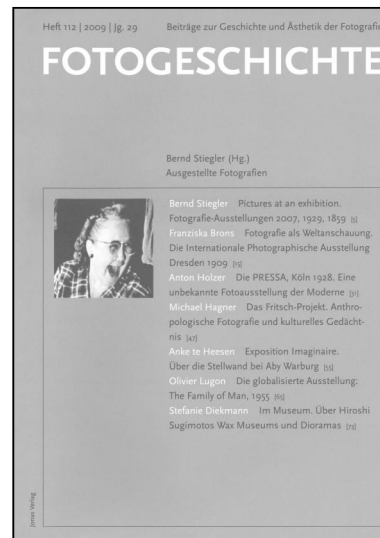 Heft 112 | 2009 | Jg. 29 Beiträge zur Geschichte und Ästhetik der Fotografie
FOTOGESCHICHTE
Bernd Stiegler (Hg.)
Ausgestellte Fotografien
Bernd Stiegler Pictures at an exhibition.
Fotografie-Ausstellungen 2007, 1929, 1859 [5]
Franziska Brons Fotografie als Weltanschauung.
Die Internationale Photographische Ausstellung
Dresden 1909 [15]
Anton Holzer Die PRESSA, Köln 1928. Eine
unbekannte Fotoausstellung der Moderne [31]
Michael Hagner Das Fritsch-Projekt. Anthro-
pologische Fotografie und kulturelles Gedächt-
nis [47]
Anke te Heesen Exposition Imaginaire.
Über die Stellwand bei Aby Warburg [55]
Olivier Lugon Die globalisierte Ausstellung:
The Family of Man, 1955 [65]
Stefanie Diekmann Im Museum. Über Hiroshi
Sugimotos Wax Museums und Dioramas [75]
Jonas Verlag